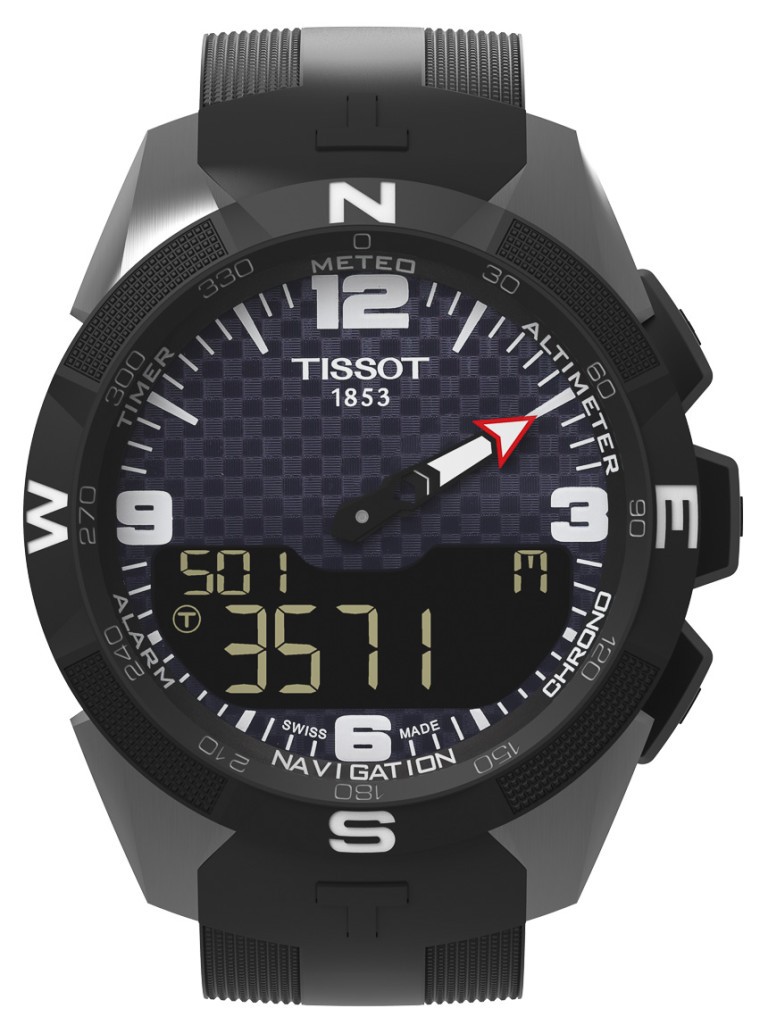 N
0
METEO
330
30
12
TISSOT
1853
300
TIMER
ALTIMETER
60
W
270
9
3
90
E
501 M
T
3571
ALARM
240
CHRONO
120
SWISS 6 MADE
210
NAVIGATION
150
180
S